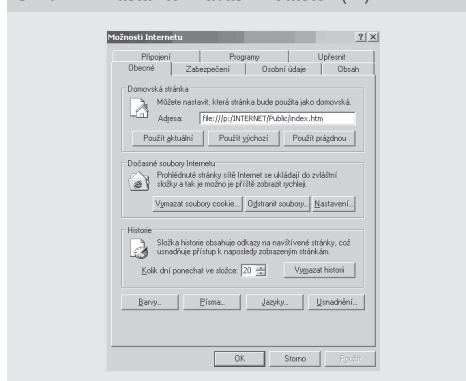 Možnosti Internetu
Připojení Programy Upřesnit
Obecné Zabezpečení Osobní údaje Obsah
Domovská stránka
Můžete nastavit, která stránka bude použita jako domovská.
Adresa: file:///p:/INTERNET/Public/index.htm
Použít aktuální Použít výchozí Použít prázdnou
Dočasné soubory Internetu
Prohlédnuté stránky sítě Internet se ukládají do zvláštní
složky a tak je možno je příště zobrazit rychleji.
Vymazat soubory cookie... Odstranit soubory... Nastavení...
Historie
Složka historie obsahuje odkazy na navštívené stránky, což
usnadňuje přístup k naposledy zobrazeným stránkám.
Kolik dní ponechat ve složce: 20 Vymazat historii
Barvy... Písma... Jazyky... Usnadnění...
OK Storno Použít